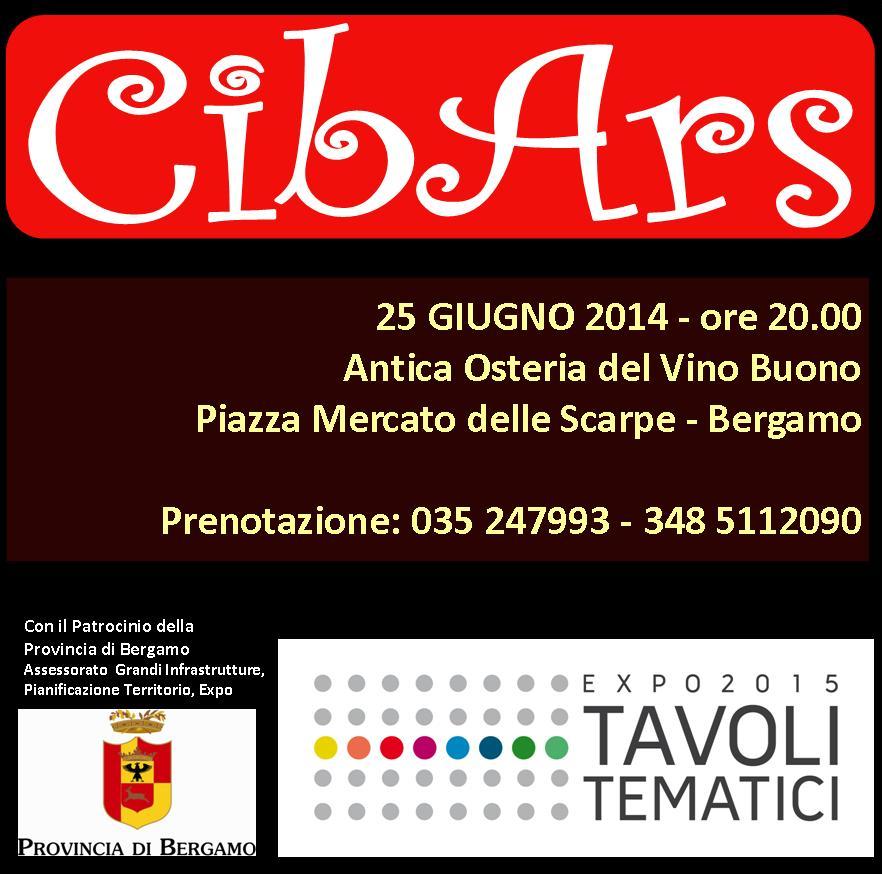 CibArs
25 GIUGNO 2014 - ore 20.00
Antica Osteria del Vino Buono
Piazza Mercato delle Scarpe - Bergamo
Prenotazione: 035 247993 - 348 5112090
Con il Patrocinio della
Provincia di Bergamo
Assessorato Grandi Infrastrutture,
Pianificazione Territorio, Expo
PROVINCIA DI BERGAMO
EXPO2015
TAVOLI
TEMATICI